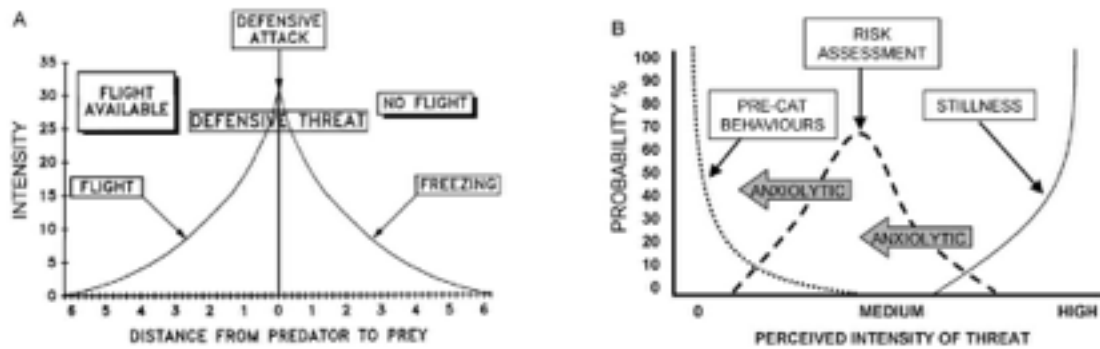 A
DEFENSIVE
ATTACK
35
30
25
20
15
10
5
0
INTENSITY
FLIGHT
AVAILABLE
NO FLIGHT
DEFENSIVE THREAT
FLIGHT
FREEZING
6 5 4 3 2 1 0 1 2 3 4 5 6
DISTANCE FROM PREDATOR TO PREY
B
RISK
ASSESSMENT
100
90
80
70
60
50
40
30
20
10
0
PROBABILITY %
PRE-CAT
BEHAVIOURS
STILLNESS
ANXIOLYTIC
ANXIOLYTIC
0 MEDIUM HIGH
PERCEIVED INTENSITY OF THREAT